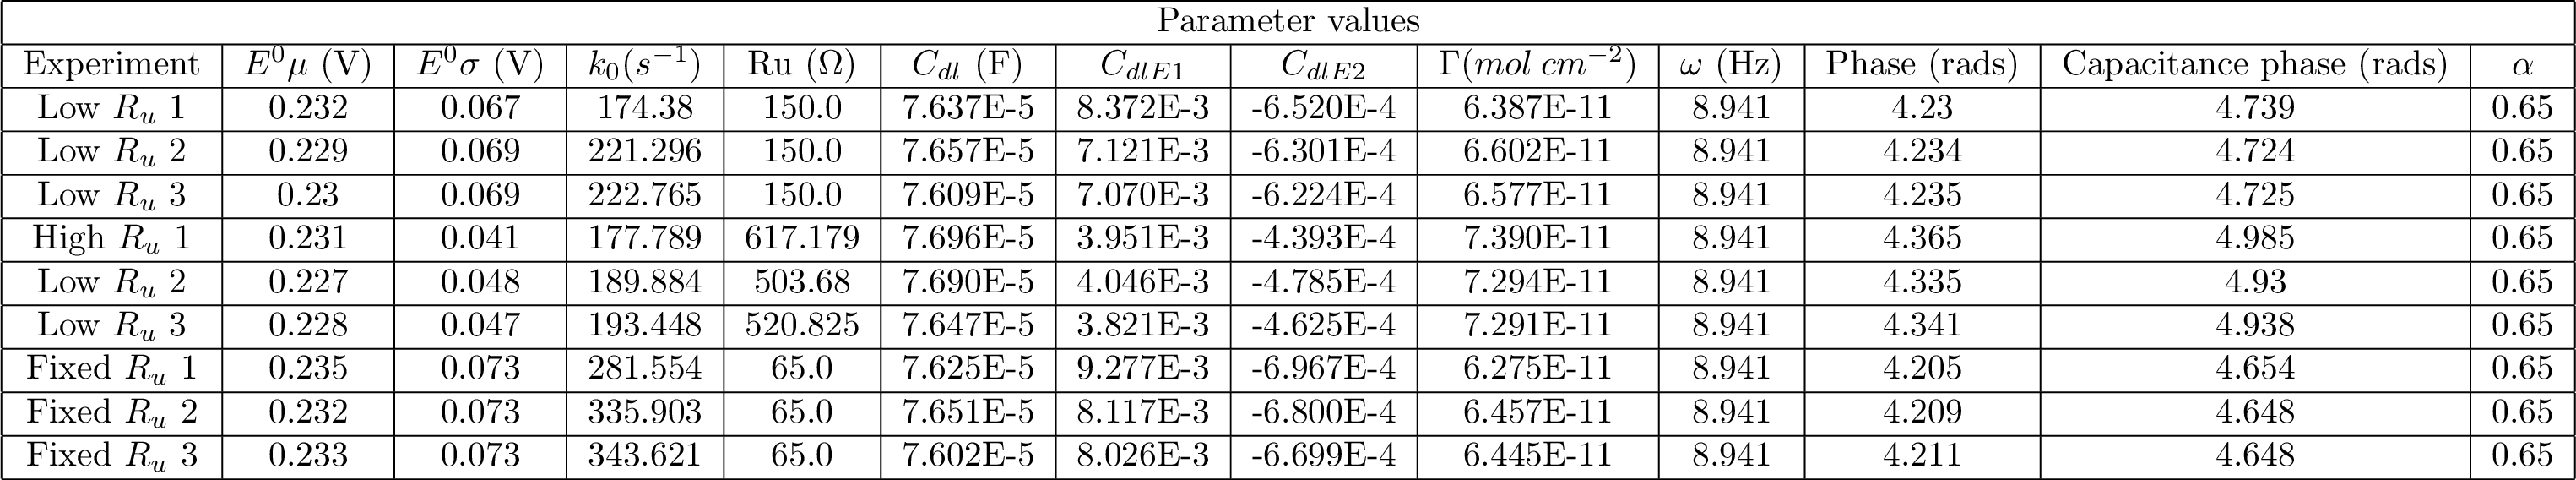 Parameter values
Experiment E⁰μ (V) E⁰σ (V) k₀(s⁻¹) Ru (Ω) C_dl (F) C_dlE1 C_dlE2 Γ(mol cm⁻²) ω (Hz) Phase (rads) Capacitance phase (rads) α
Low R_u 1 0.232 0.067 174.38 150.0 7.637E-5 8.372E-3 -6.520E-4 6.387E-11 8.941 4.23 4.739 0.65
Low R_u 2 0.229 0.069 221.296 150.0 7.657E-5 7.121E-3 -6.301E-4 6.602E-11 8.941 4.234 4.724 0.65
Low R_u 3 0.23 0.069 222.765 150.0 7.609E-5 7.070E-3 -6.224E-4 6.577E-11 8.941 4.235 4.725 0.65
High R_u 1 0.231 0.041 177.789 617.179 7.696E-5 3.951E-3 -4.393E-4 7.390E-11 8.941 4.365 4.985 0.65
Low R_u 2 0.227 0.048 189.884 503.68 7.690E-5 4.046E-3 -4.785E-4 7.294E-11 8.941 4.335 4.93 0.65
Low R_u 3 0.228 0.047 193.448 520.825 7.647E-5 3.821E-3 -4.625E-4 7.291E-11 8.941 4.341 4.938 0.65
Fixed R_u 1 0.235 0.073 281.554 65.0 7.625E-5 9.277E-3 -6.967E-4 6.275E-11 8.941 4.205 4.654 0.65
Fixed R_u 2 0.232 0.073 335.903 65.0 7.651E-5 8.117E-3 -6.800E-4 6.457E-11 8.941 4.209 4.648 0.65
Fixed R_u 3 0.233 0.073 343.621 65.0 7.602E-5 8.026E-3 -6.699E-4 6.445E-11 8.941 4.211 4.648 0.65